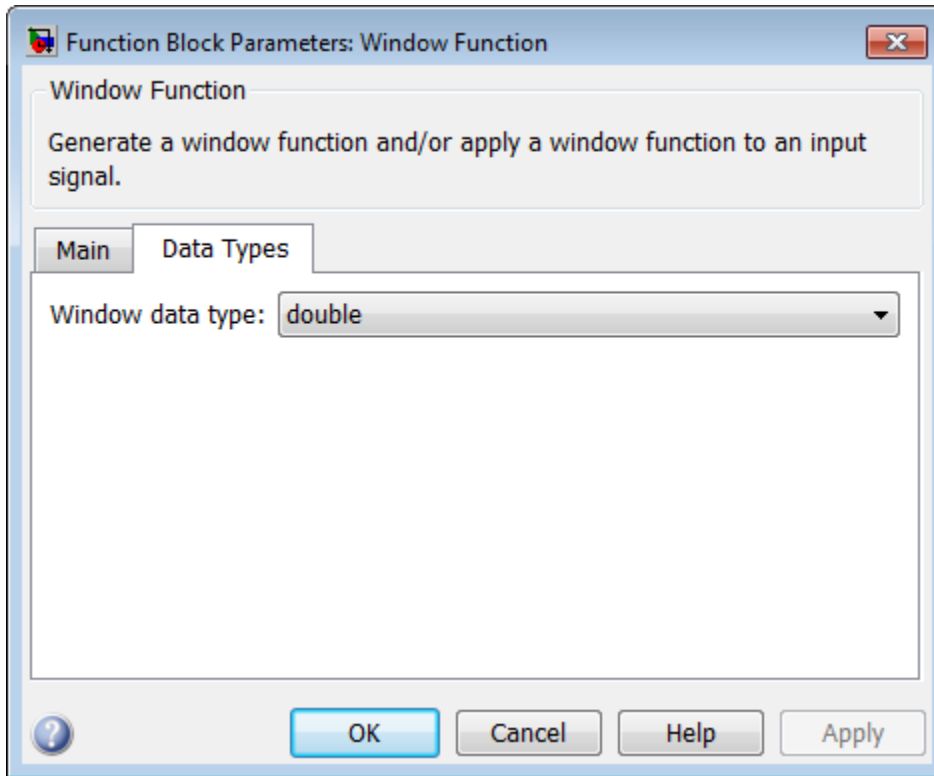 Function Block Parameters: Window Function
Window Function
Generate a window function and/or apply a window function to an input
signal.
Main Data Types
Window data type: double
? OK Cancel Help Apply